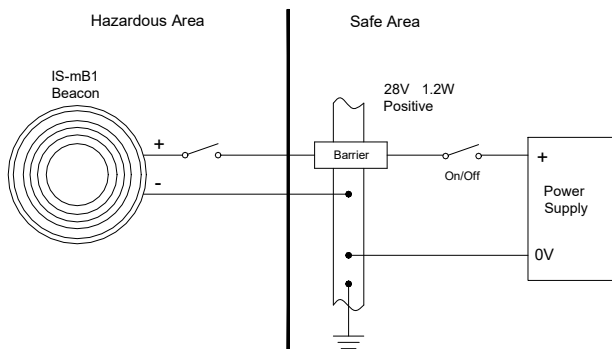 Hazardous Area
Safe Area
IS-mB1
Beacon
28V 1.2W
Positive
+
-
Barrier
On/Off
+
Power
Supply
0V